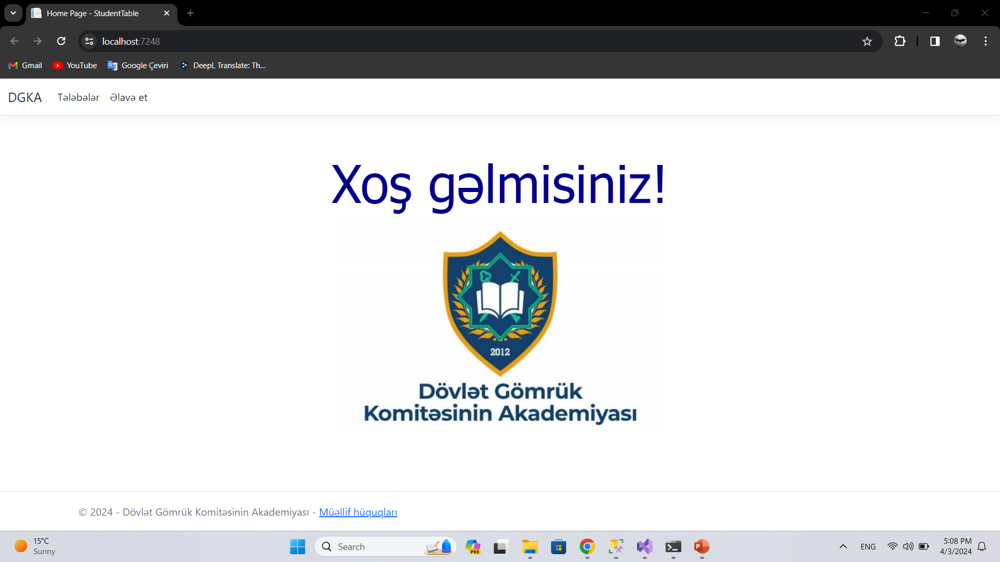 Home Page - StudentTable
localhost:7248
Gmail YouTube Google Çeviri DeepL Translate: Th...
DGKA Tələbələr Əlavə et
Xoş gəlmisiniz!
2012
Dövlət Gömrük
Komitəsinin Akademiyası
© 2024 - Dövlət Gömrük Komitəsinin Akademiyası - Müəllif hüquqları
15°C
Sunny
Search
PRE
ENG
5:08 PM
4/3/2024